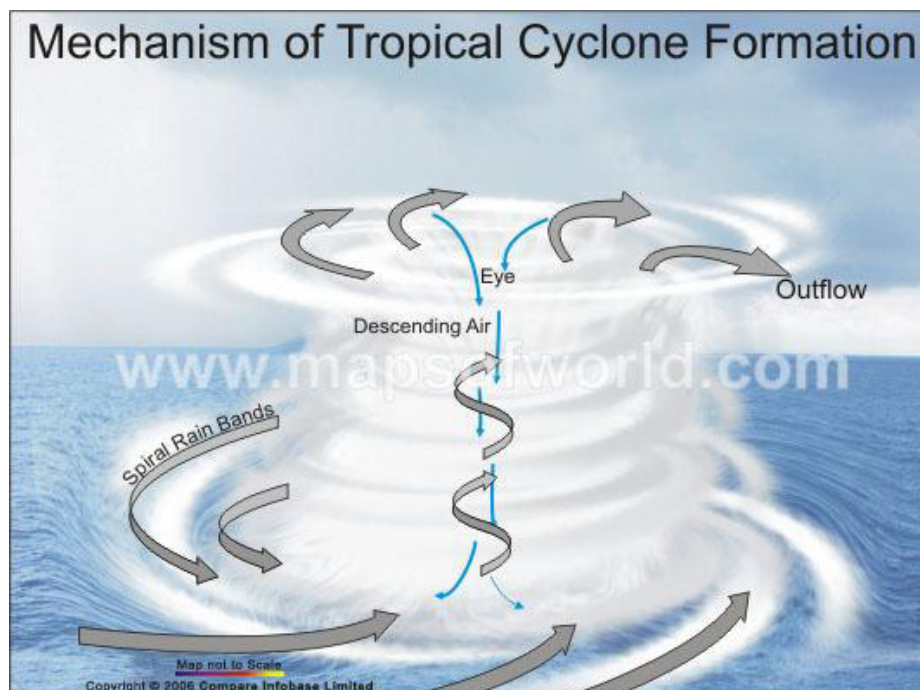 Mechanism of Tropical Cyclone Formation
Eye
Outflow
Descending Air
www.mapsofworld.com
Spiral Rain Bands
Map not to Scale
Copyright © 2006 Compare Infobase Limited